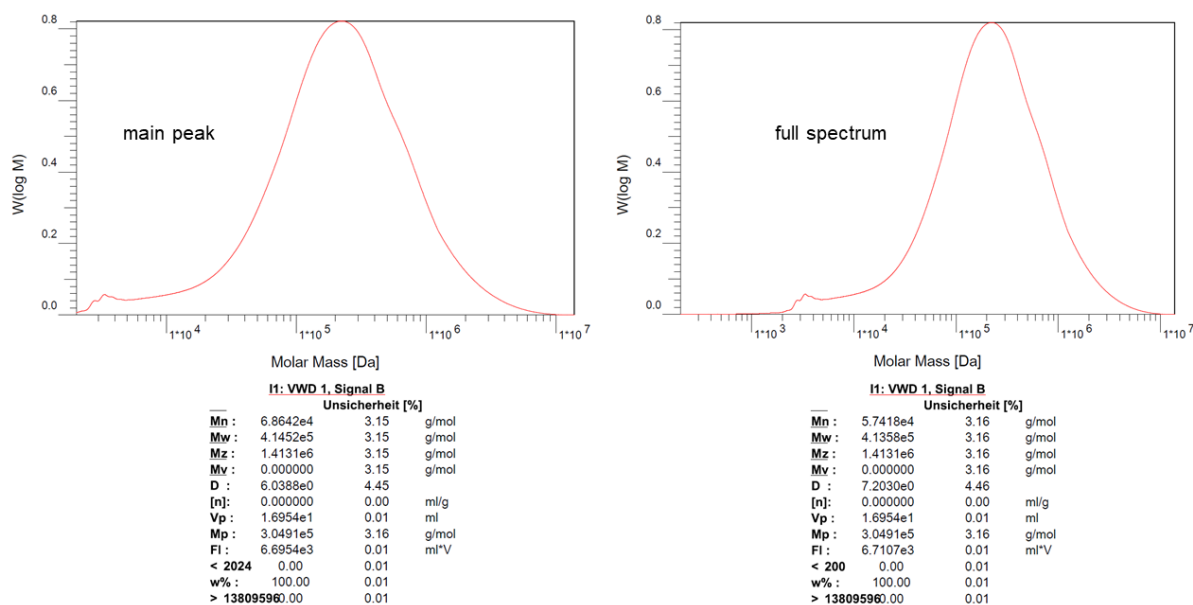 0.8
0.6
0.4
0.2
0.0
W(log M)
main peak
1*10^4
1*10^5
1*10^6
1*10^7
Molar Mass [Da]
I1: VWD 1, Signal B
Unsicherheit [%]
Mn : 6.8642e4 3.15 g/mol
Mw : 4.1452e5 3.15 g/mol
Mz : 1.4131e6 3.15 g/mol
Mv : 0.000000 3.15 g/mol
D : 6.0388e0 4.45
[n]: 0.000000 0.00 ml/g
Vp : 1.6954e1 0.01 ml
Mp : 3.0491e5 3.16 g/mol
Fl : 6.6954e3 0.01 ml*V
< 2024 0.00 0.01
w% : 100.00 0.01
> 13809596 0.00 0.01
0.8
0.6
0.4
0.2
0.0
W(log M)
full spectrum
1*10^3
1*10^4
1*10^5
1*10^6
1*10^7
Molar Mass [Da]
I1: VWD 1, Signal B
Unsicherheit [%]
Mn : 5.7418e4 3.16 g/mol
Mw : 4.1358e5 3.16 g/mol
Mz : 1.4131e6 3.16 g/mol
Mv : 0.000000 3.16 g/mol
D : 7.2030e0 4.46
[n]: 0.000000 0.00 ml/g
Vp : 1.6954e1 0.01 ml
Mp : 3.0491e5 3.16 g/mol
Fl : 6.7107e3 0.01 ml*V
< 200 0.00 0.01
w% : 100.00 0.01
> 13809596 0.00 0.01